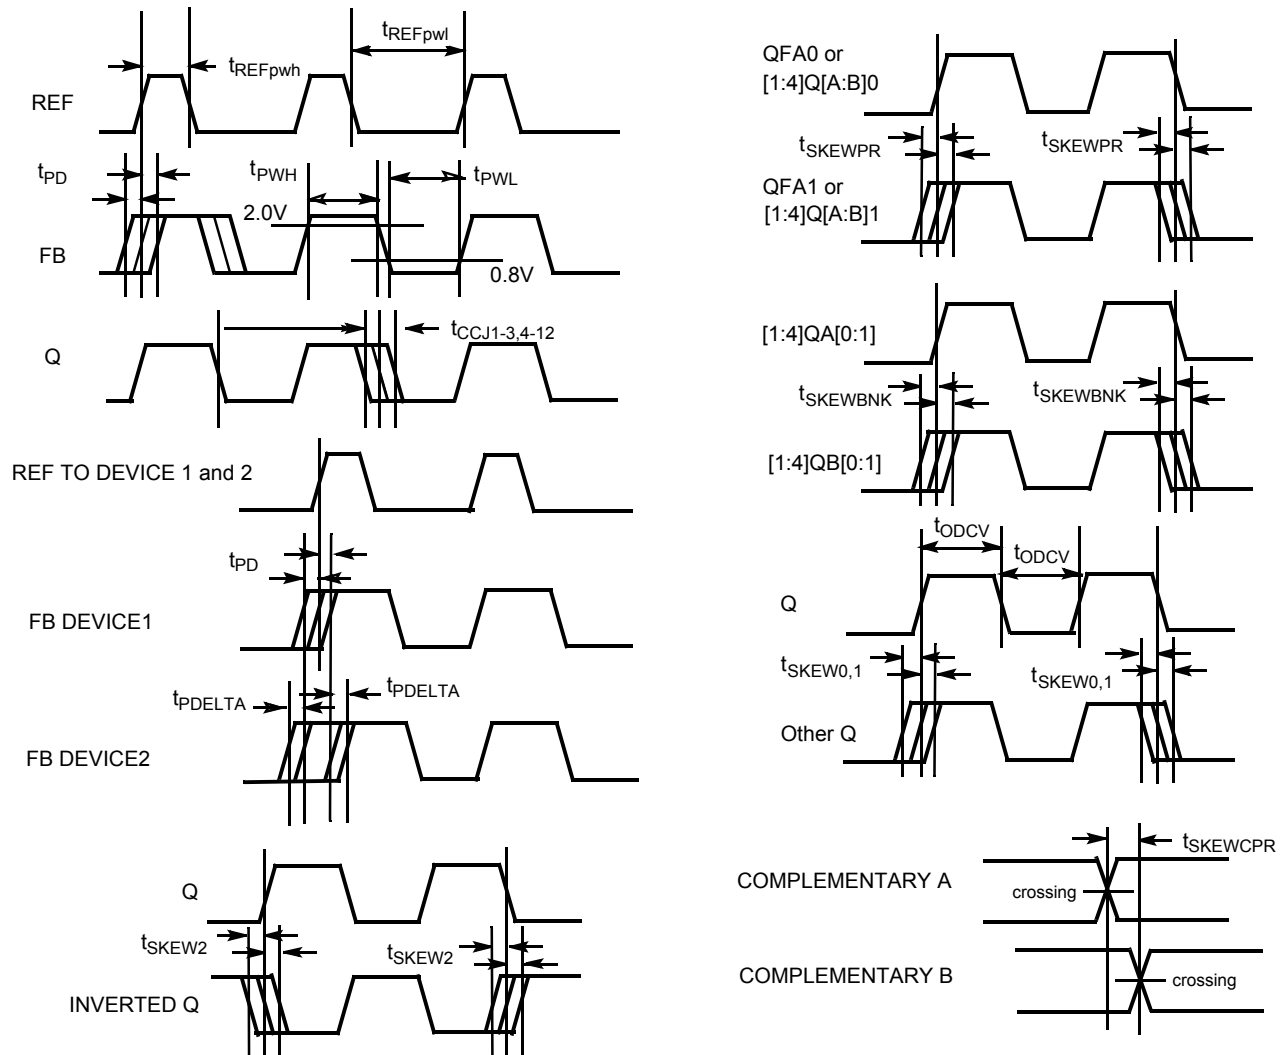 tREFpwh
tREFpwl
REF
tPD
tPWH
tPWL
2.0V
FB
0.8V
tCCJ1-3,4-12
Q
REF TO DEVICE 1 and 2
tPD
FB DEVICE1
tPDELTA
tPDELTA
FB DEVICE2
Q
tSKEW2
tSKEW2
INVERTED Q
QFA0 or
[1:4]Q[A:B]0
tSKEWPR
tSKEWPR
QFA1 or
[1:4]Q[A:B]1
[1:4]QA[0:1]
tSKEWBNK
tSKEWBNK
[1:4]QB[0:1]
tODCV
tODCV
Q
tSKEW0,1
tSKEW0,1
Other Q
tSKEWCPR
COMPLEMENTARY A
crossing
COMPLEMENTARY B
crossing